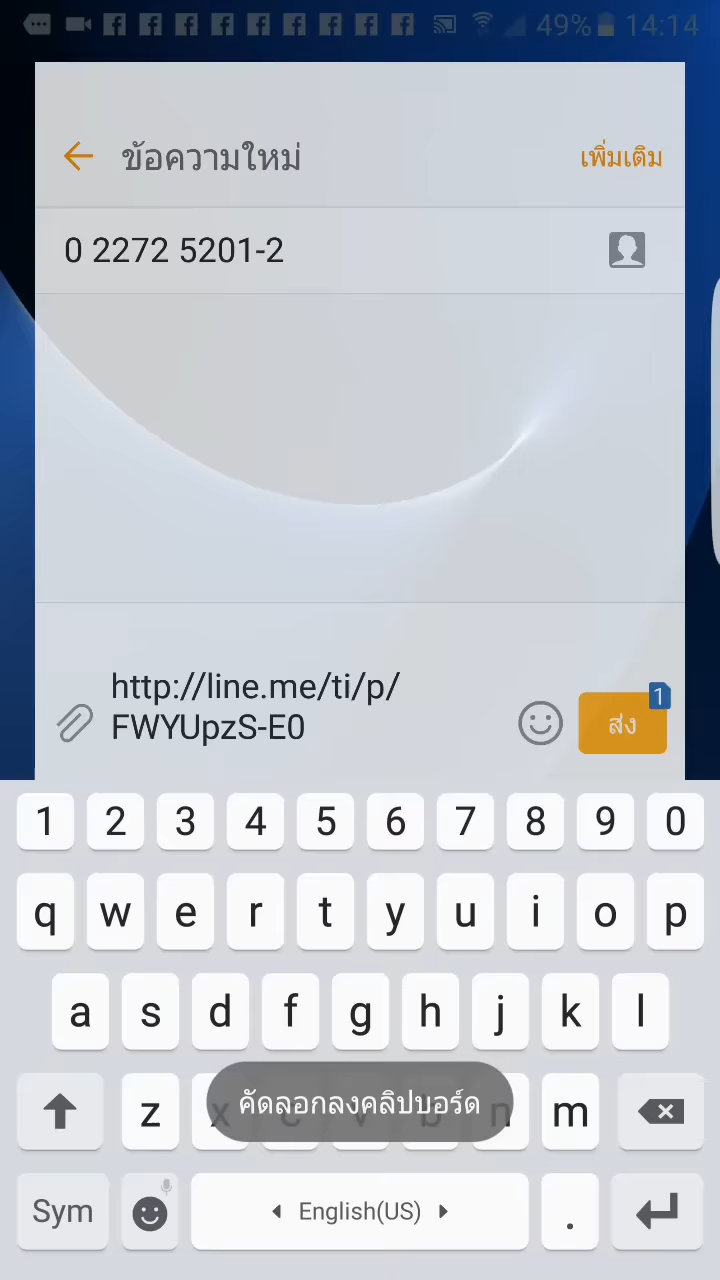 49% 14:14
ข้อความใหม่ เพิ่มเติม
0 2272 5201-2
http://line.me/ti/p/
FWYUpzS-E0
1
ส่ง
1 2 3 4 5 6 7 8 9 0
q w e r t y u i o p
a s d f g h j k l
z x c v b n m
คัดลอกลงคลิปบอร์ด
Sym English(US) .